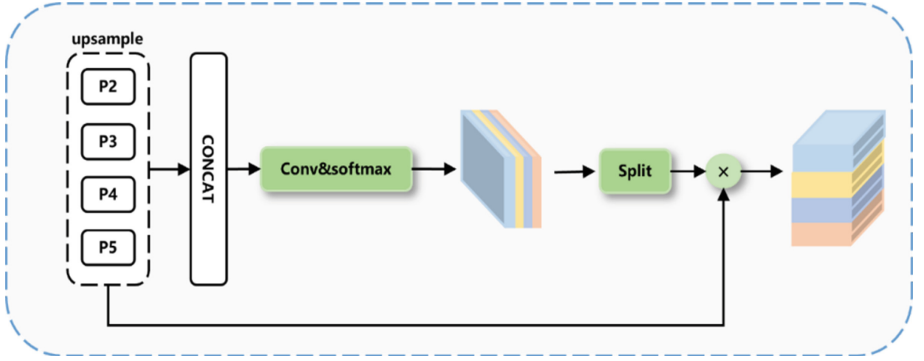 upsample
P2
P3
P4
P5
CONCAT
Conv&softmax
Split
×